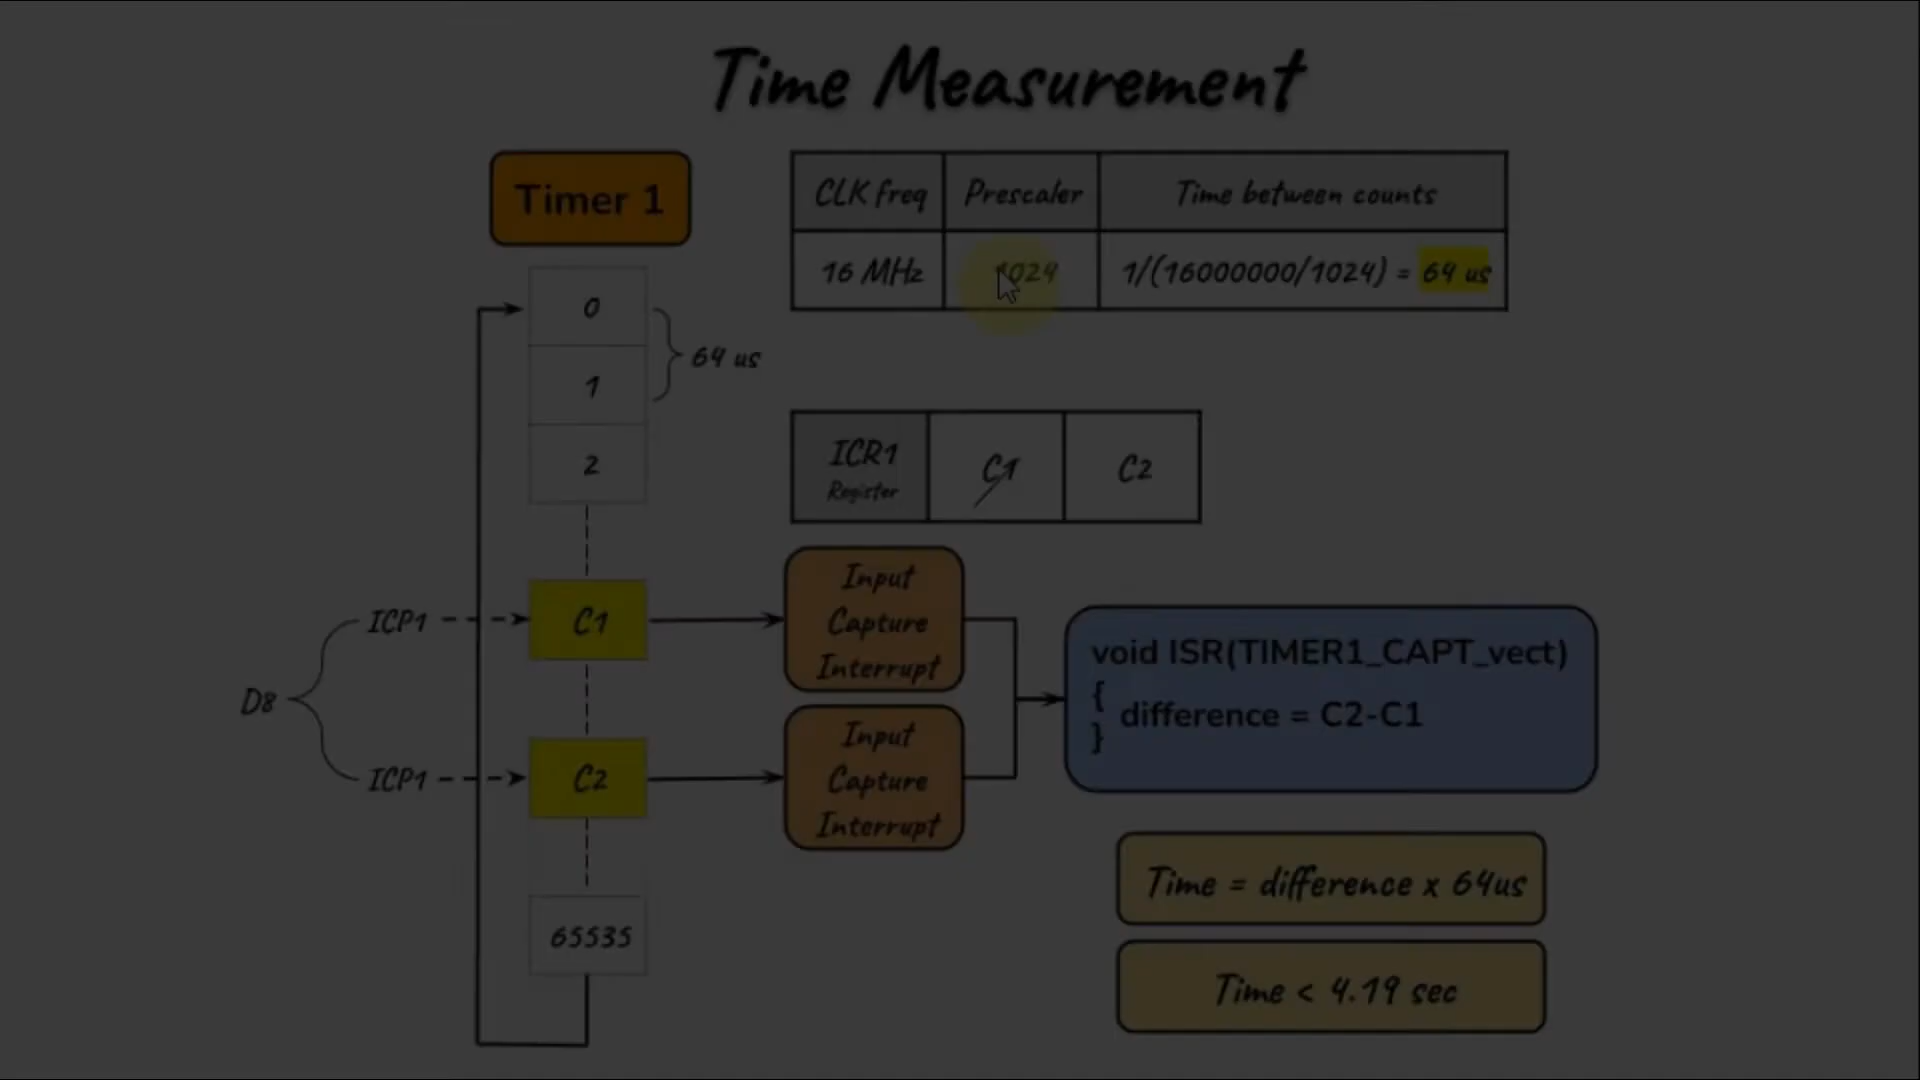 Time Measurement
Timer 1
CLK freq Prescaler Time between counts
16 MHz 1024 1/(16000000/1024) = 64 us
0
1
64 us
2
ICR1
Register
C1
C2
ICP1
C1
Input
Capture
Interrupt
D8
void ISR(TIMER1_CAPT_vect)
{
difference = C2-C1
}
ICP1
C2
Input
Capture
Interrupt
65535
Time = difference x 64us
Time < 4.19 sec